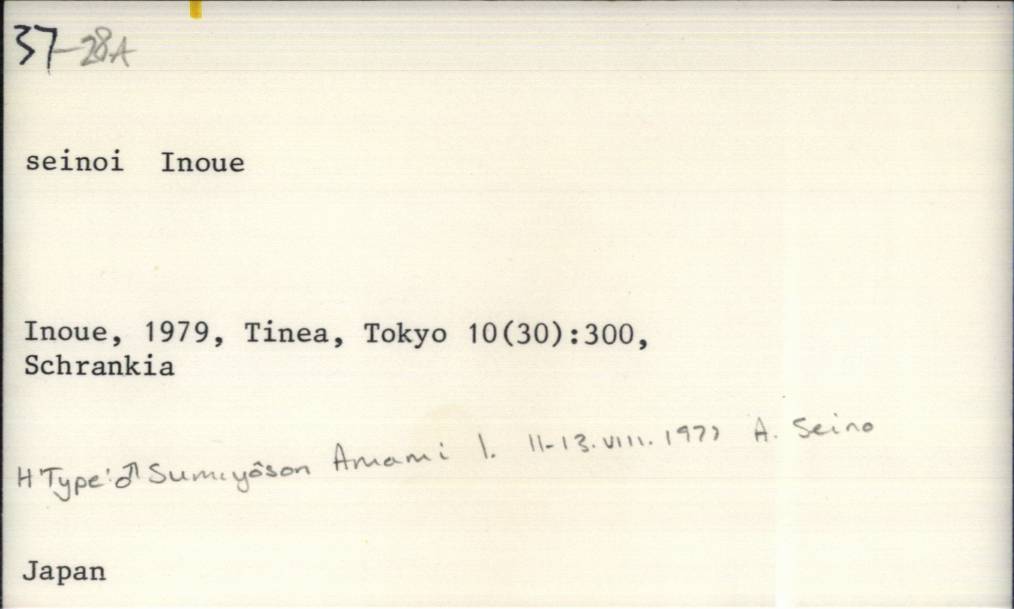 37-28A
seinoi Inoue
Inoue, 1979, Tinea, Tokyo 10(30):300,
Schrankia
H'Type: ♂ Sumiyôson Amami I. 11-13.VIII.1977 A. Seino
Japan